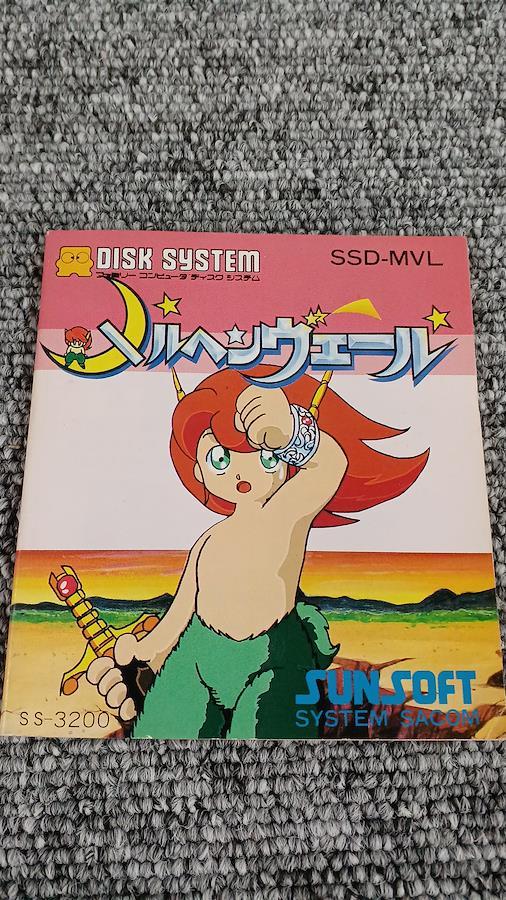 DISK SYSTEM
ファミリー コンピュータ ディスク システム
SSD-MVL
メルヘンヴェール
SUNSOFT
SYSTEM SACOM
SS-3200